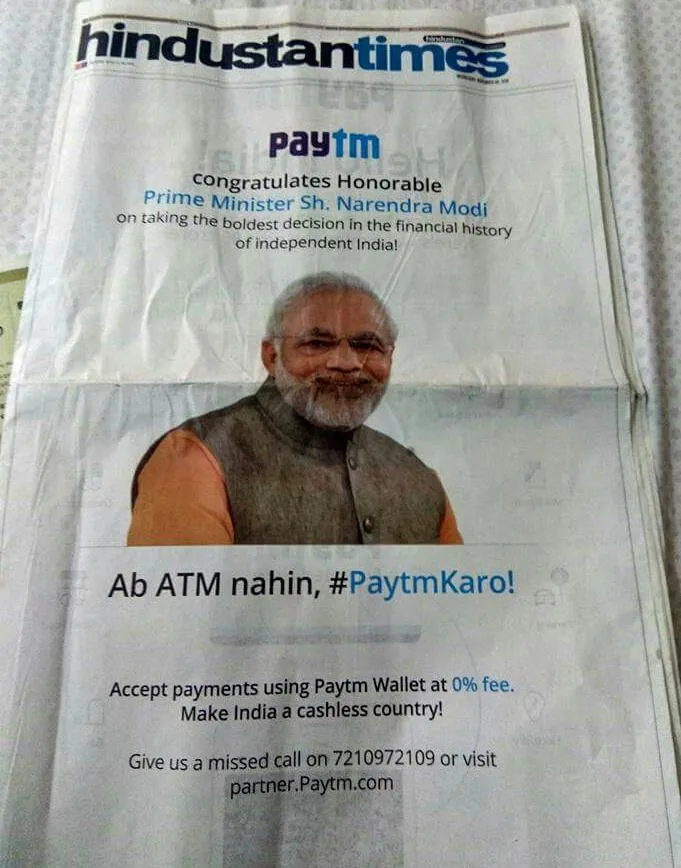 hindustantimes
paytm
congratulates Honorable
Prime Minister Sh. Narendra Modi
on taking the boldest decision in the financial history
of independent India!
Ab ATM nahin, #PaytmKaro!
Accept payments using Paytm Wallet at 0% fee.
Make India a cashless country!
Give us a missed call on 7210972109 or visit
partner.Paytm.com